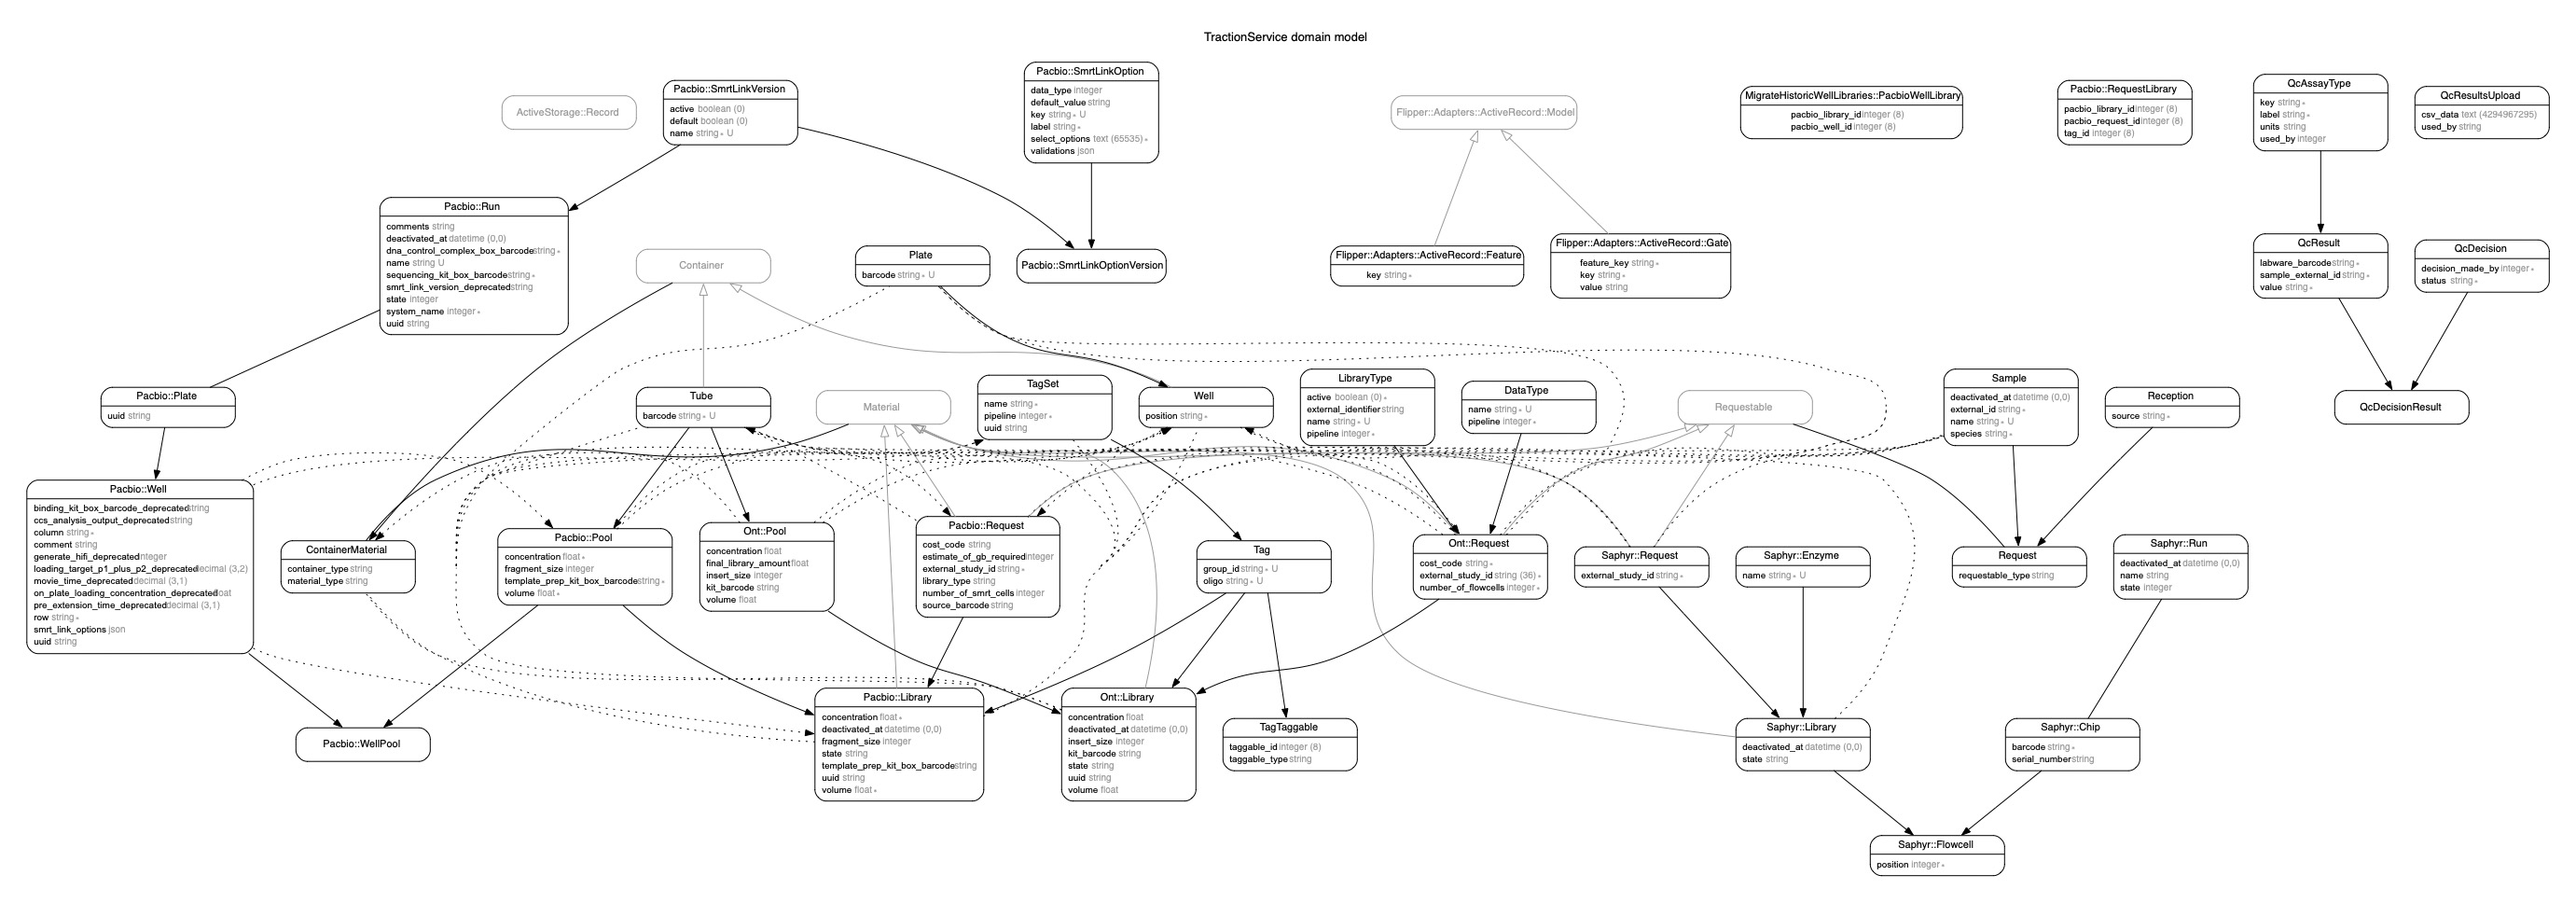 TractionService domain model
ActiveStorage::Record
Pacbio::SmrtLinkVersion
active boolean (0)
default boolean (0)
name string ∗ U
Pacbio::SmrtLinkOption
data_type integer
default_value string
key string ∗ U
label string ∗
select_options text (65535) ∗
validations json
Flipper::Adapters::ActiveRecord::Model
MigrateHistoricWellLibraries::PacbioWellLibrary
pacbio_library_id integer (8)
pacbio_well_id integer (8)
Pacbio::RequestLibrary
pacbio_library_id integer (8)
pacbio_request_id integer (8)
tag_id integer (8)
QcAssayType
key string ∗
label string ∗
units string
used_by integer
QcResultsUpload
csv_data text (4294967295)
used_by string
Pacbio::Run
comments string
deactivated_at datetime (0,0)
dna_control_complex_box_barcode string ∗
name string U
sequencing_kit_box_barcode string ∗
smrt_link_version_deprecated string
state integer
system_name integer ∗
uuid string
Container
Plate
barcode string ∗ U
Pacbio::SmrtLinkOptionVersion
Flipper::Adapters::ActiveRecord::Feature
key string ∗
Flipper::Adapters::ActiveRecord::Gate
feature_key string ∗
key string ∗
value string
QcResult
labware_barcode string ∗
sample_external_id string ∗
value string ∗
QcDecision
decision_made_by integer ∗
status string ∗
Pacbio::Plate
uuid string
Tube
barcode string ∗ U
Material
TagSet
name string ∗
pipeline integer ∗
uuid string
Well
position string ∗
LibraryType
active boolean (0) ∗
external_identifier string
name string ∗ U
pipeline integer ∗
DataType
name string ∗ U
pipeline integer ∗
Requestable
Sample
deactivated_at datetime (0,0)
external_id string ∗
name string ∗ U
species string ∗
Reception
source string ∗
QcDecisionResult
Pacbio::Well
binding_kit_box_barcode_deprecated string
ccs_analysis_output_deprecated string
column string ∗
comment string
generate_hifi_deprecated integer
loading_target_p1_plus_p2_deprecated decimal (3,2)
movie_time_deprecated decimal (3,1)
on_plate_loading_concentration_deprecated float
pre_extension_time_deprecated decimal (3,1)
row string ∗
smrt_link_options json
uuid string
ContainerMaterial
container_type string
material_type string
Pacbio::Pool
concentration float ∗
fragment_size integer
template_prep_kit_box_barcode string ∗
volume float ∗
Ont::Pool
concentration float
final_library_amount float
insert_size integer
kit_barcode string
volume float
Pacbio::Request
cost_code string
estimate_of_gb_required integer
external_study_id string ∗
library_type string
number_of_smrt_cells integer
source_barcode string
Tag
group_id string ∗ U
oligo string ∗ U
Ont::Request
cost_code string ∗
external_study_id string (36) ∗
number_of_flowcells integer ∗
Saphyr::Request
external_study_id string ∗
Saphyr::Enzyme
name string ∗ U
Request
requestable_type string
Saphyr::Run
deactivated_at datetime (0,0)
name string
state integer
Pacbio::WellPool
Pacbio::Library
concentration float ∗
deactivated_at datetime (0,0)
fragment_size integer
state string
template_prep_kit_box_barcode string
uuid string
volume float ∗
Ont::Library
concentration float
deactivated_at datetime (0,0)
insert_size integer
kit_barcode string
state string
uuid string
volume float
TagTaggable
taggable_id integer (8)
taggable_type string
Saphyr::Library
deactivated_at datetime (0,0)
state string
Saphyr::Chip
barcode string ∗
serial_number string
Saphyr::Flowcell
position integer ∗